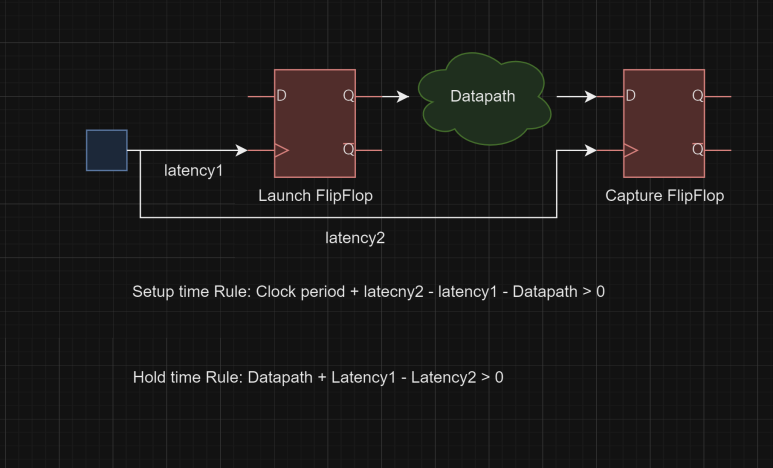 D Q Datapath D Q
latency1 Q Q
Launch FlipFlop Capture FlipFlop
latency2
Setup time Rule: Clock period + latecny2 - latency1 - Datapath > 0
Hold time Rule: Datapath + Latency1 - Latency2 > 0